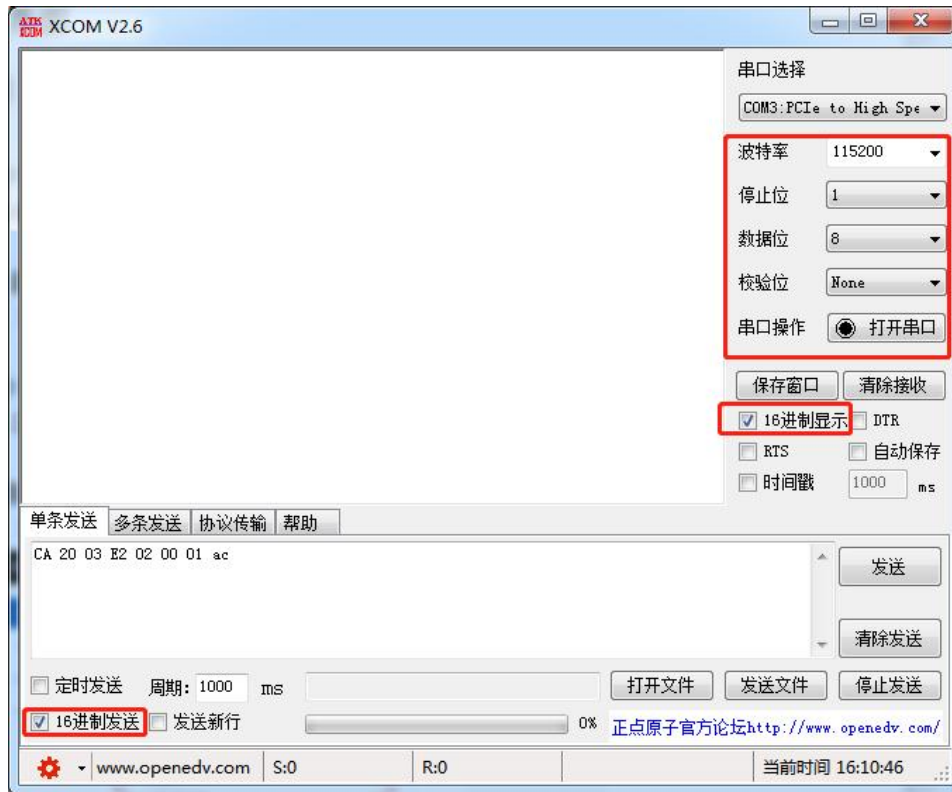 ATK XCOM XCOM V2.6
串口选择
COM3:PCIe to High Spe
波特率 115200
停止位 1
数据位 8
校验位 None
串口操作 打开串口
保存窗口 清除接收
16进制显示 DTR
RTS 自动保存
时间戳 1000 ms
单条发送 多条发送 协议传输 帮助
CA 20 03 E2 02 00 01 ac
发送
清除发送
定时发送 周期: 1000 ms 打开文件 发送文件 停止发送
16进制发送 发送新行 0% 正点原子官方论坛http://www.openedv.com/
www.openedv.com S:0 R:0 当前时间 16:10:46